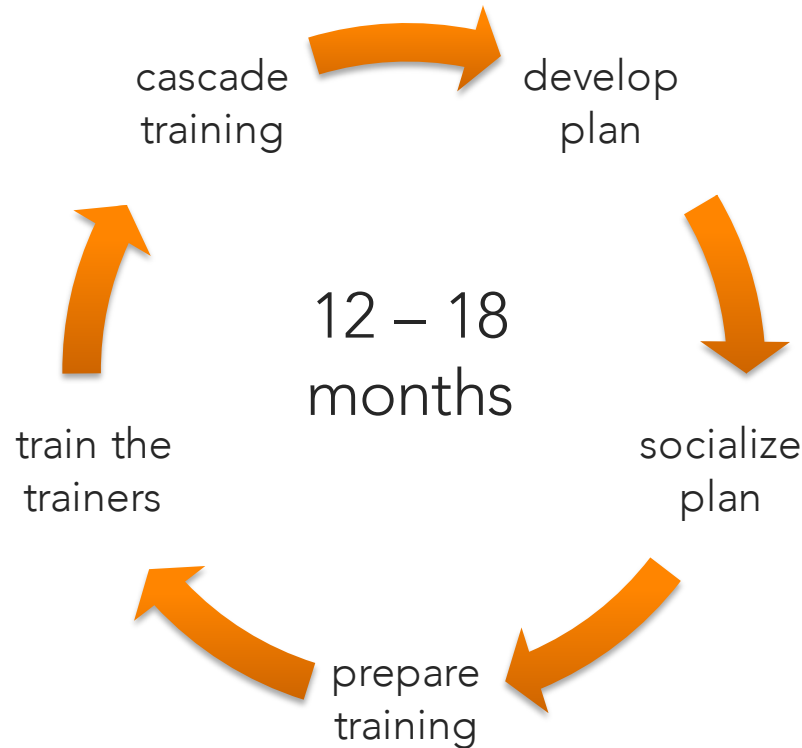 cascade
training
develop
plan
12 – 18
months
socialize
plan
train the
trainers
prepare
training